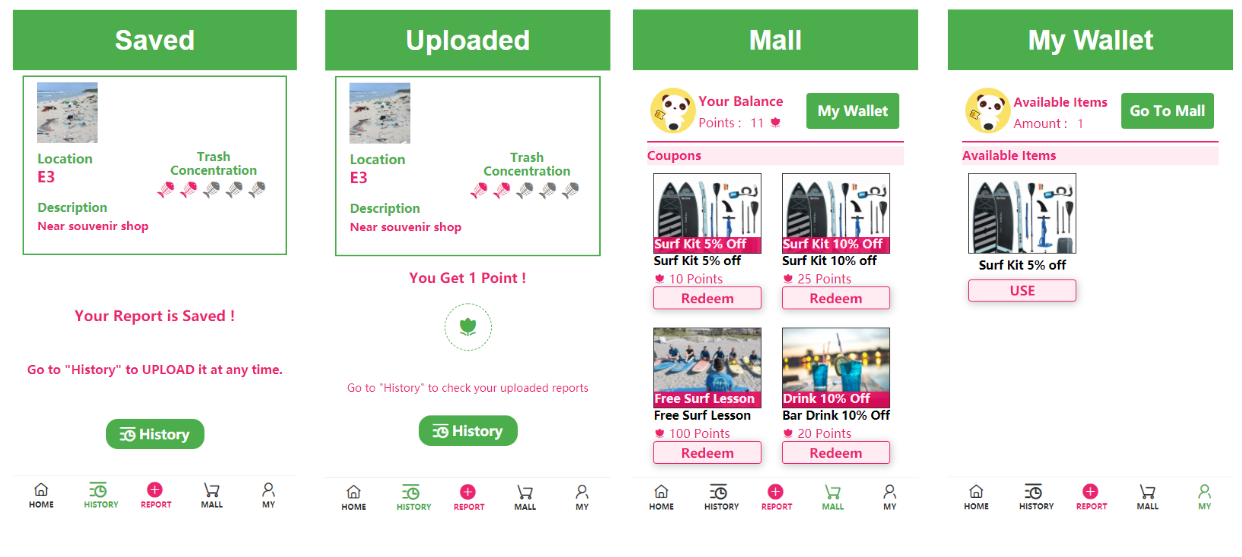 Saved
Location
E3
Trash
Concentration
Description
Near souvenir shop
Your Report is Saved !
Go to "History" to UPLOAD it at any time.
History
HOME
HISTORY
REPORT
MALL
MY
Uploaded
Location
E3
Trash
Concentration
Description
Near souvenir shop
You Get 1 Point !
Go to "History" to check your uploaded reports
History
HOME
HISTORY
REPORT
MALL
MY
Mall
Your Balance
Points : 11
My Wallet
Coupons
Surf Kit 5% Off
Surf Kit 10% Off
Surf Kit 5% off
Surf Kit 10% off
10 Points
25 Points
Redeem
Redeem
Free Surf Lesson
Drink 10% Off
Free Surf Lesson
Bar Drink 10% Off
100 Points
20 Points
Redeem
Redeem
HOME
HISTORY
REPORT
MALL
MY
My Wallet
Available Items
Amount : 1
Go To Mall
Available Items
Surf Kit 5% off
USE
HOME
HISTORY
REPORT
MALL
MY